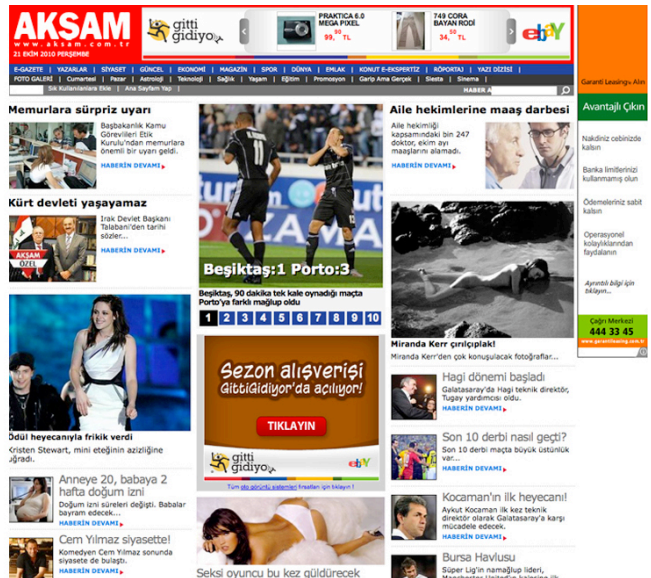 AKŞAM
www.aksam.com.tr
21 EKİM 2010 PERŞEMBE
gitti
gidiyor
PRAKTICA 6.0
MEGA PIXEL
90
99, TL
749 CORA
BAYAN RODİ
50
34, TL
ebay
E-GAZETE | YAZARLAR | SİYASET | GÜNCEL | EKONOMİ | MAGAZİN | SPOR | DÜNYA | EMLAK | KONUT E-EKSPERTİZ | RÖPORTAJ | YAZI DİZİSİ |
FOTO GALERİ | Cumartesi | Pazar | Astroloji | Teknoloji | Sağlık | Yaşam | Eğitim | Promosyon | Garip Ama Gerçek | Siesta | Sinema |
Sık Kullanılanlara Ekle | Ana Sayfam Yap |
HABER A
Memurlara sürpriz uyarı
Başbakanlık Kamu
Görevlileri Etik
Kurulu'ndan memurlara
önemli bir uyarı geldi.
HABERİN DEVAMI
Kürt devleti yaşayamaz
AKŞAM
ÖZEL
Irak Devlet Başkanı
Talabani'den tarihi
sözler...
HABERİN DEVAMI
Ödül heyecanıyla frikik verdi
Kristen Stewart, mini eteğinin azizliğine
uğradı.
Anneye 20, babaya 2
hafta doğum izni
Doğum izni süreleri değişti. Babalar
bayram edecek...
HABERİN DEVAMI
Cem Yılmaz siyasette!
Komedyen Cem Yılmaz sonunda
siyasete de bulaştı.
HABERİN DEVAMI
Beşiktaş:1 Porto:3
Beşiktaş, 90 dakika tek kale oynadığı maçta
Porto'ya farklı mağlup oldu
1 2 3 4 5 6 7 8 9 10
Sezon alışverişi
GittiGidiyor'da açılıyor!
TIKLAYIN
gitti
gidiyor
ebay
Tüm oto görüntü sistemleri fırsatları için tıklayın !
Seksi oyuncu bu kez güldürecek
Aile hekimlerine maaş darbesi
Aile hekimliği
kapsamındaki bin 247
doktor, ekim ayı
maaşlarını alamadı.
HABERİN DEVAMI
Miranda Kerr çırılçıplak!
Miranda Kerr'den çok konuşulacak fotoğraflar...
Hagi dönemi başladı
Galatasaray'da Hagi teknik direktör,
Tugay yardımcısı oldu.
HABERİN DEVAMI
Son 10 derbi nasıl geçti?
Son 10 derbi maçta büyük üstünlük
var...
HABERİN DEVAMI
Kocaman'ın ilk heyecanı!
Aykut Kocaman ilk kez teknik
direktör olarak Galatasaray'a karşı
mücadele edecek.
HABERİN DEVAMI
Bursa Havlusu
Süper Lig'in namağlup lideri,
Garanti Leasing'le Alın
Avantajlı Çıkın
Nakdiniz cebinizde
kalsın
Banka limitlerinizi
kullanmamış olun
Ödemeleriniz sabit
kalsın
Operasyonel
kolaylıklarından
faydalanın
Ayrıntılı bilgi için
tıklayın...
Çağrı Merkezi
444 33 45
www.garantileasing.com.tr